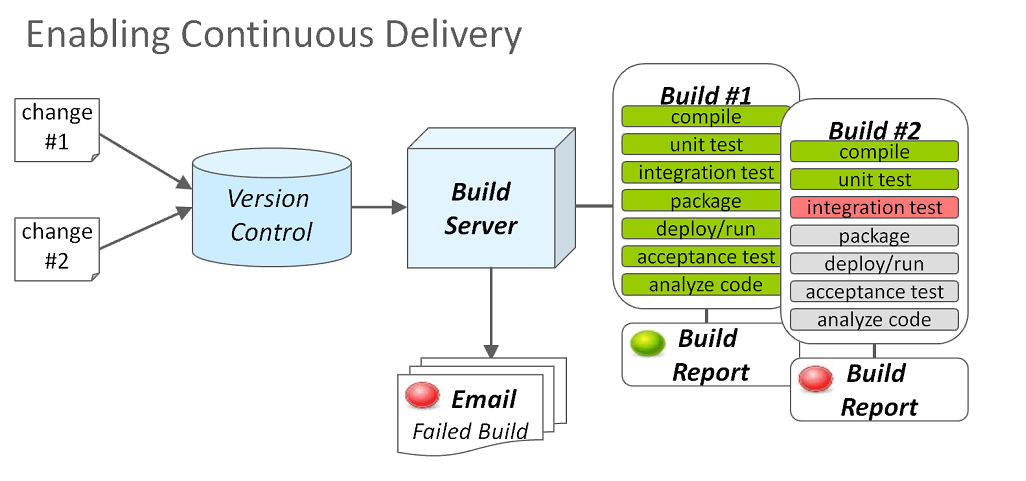 Enabling Continuous Delivery
change
#1
change
#2
Version
Control
Build
Server
Email
Failed Build
Build #1
compile
unit test
integration test
package
deploy/run
acceptance test
analyze code
Build
Report
Build #2
compile
unit test
integration test
package
deploy/run
acceptance test
analyze code
Build
Report